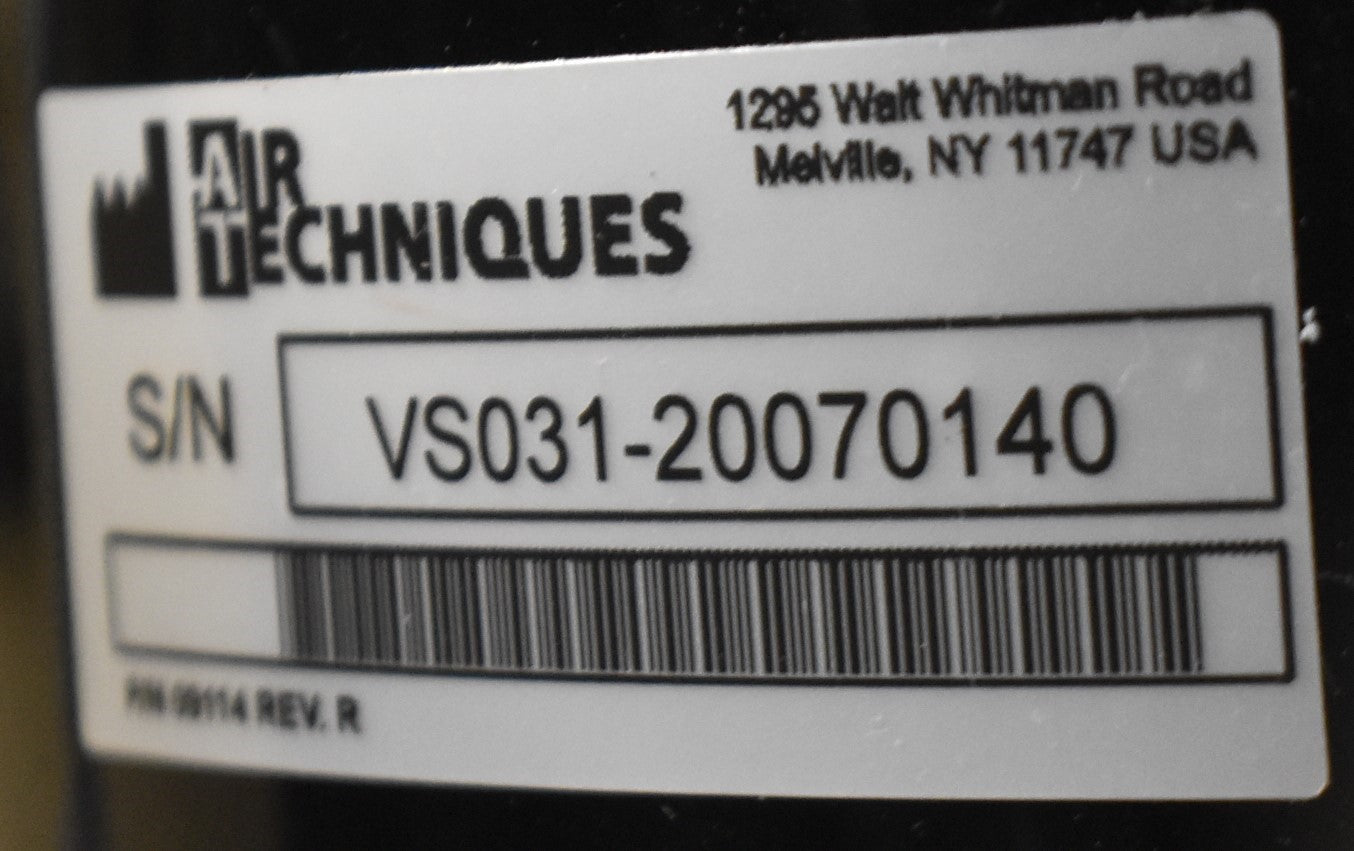 AIR
TECHNIQUES
1295 Walt Whitman Road
Melville, NY 11747 USA
S/N
VS031-20070140
P/N 09114 REV. R